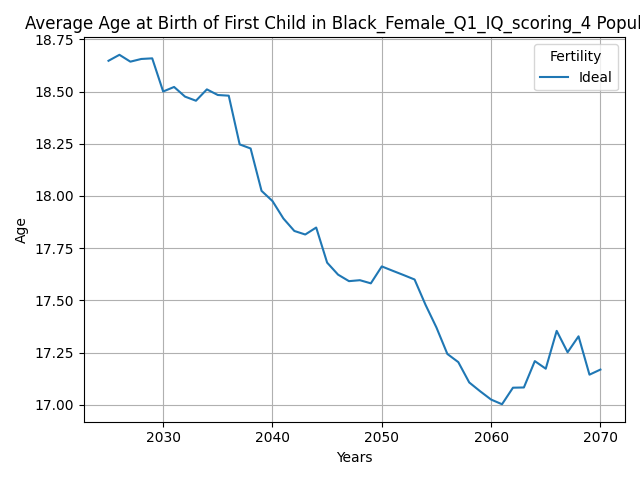 Average Age at Birth of First Child in Black_Female_Q1_IQ_scoring_4 Popul
18.75
18.50
18.25
18.00
17.75
17.50
17.25
17.00
Age
Fertility
Ideal
2030 2040 2050 2060 2070
Years